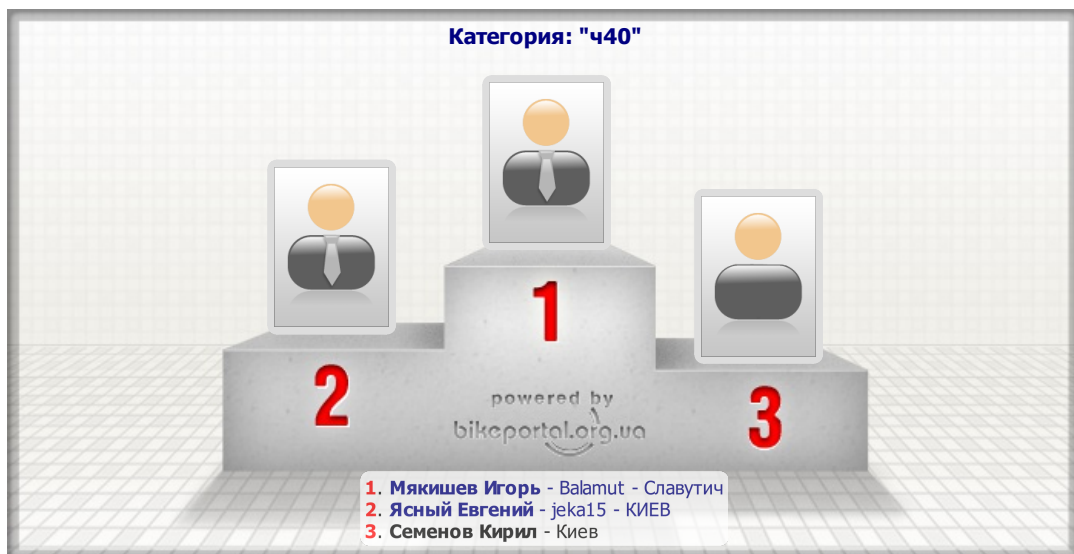 Категория: "ч40"
1
2
3
powered by
bikeportal.org.ua
1. Мякишев Игорь - Balamut - Славутич
2. Ясный Евгений - jeka15 - КИЕВ
3. Семенов Кирил - Киев